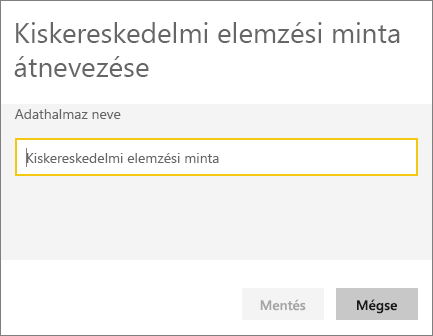 Kiskereskedelmi elemzési minta
átnevezése
Adathalmaz neve
Kiskereskedelmi elemzési minta
Mentés
Mégse